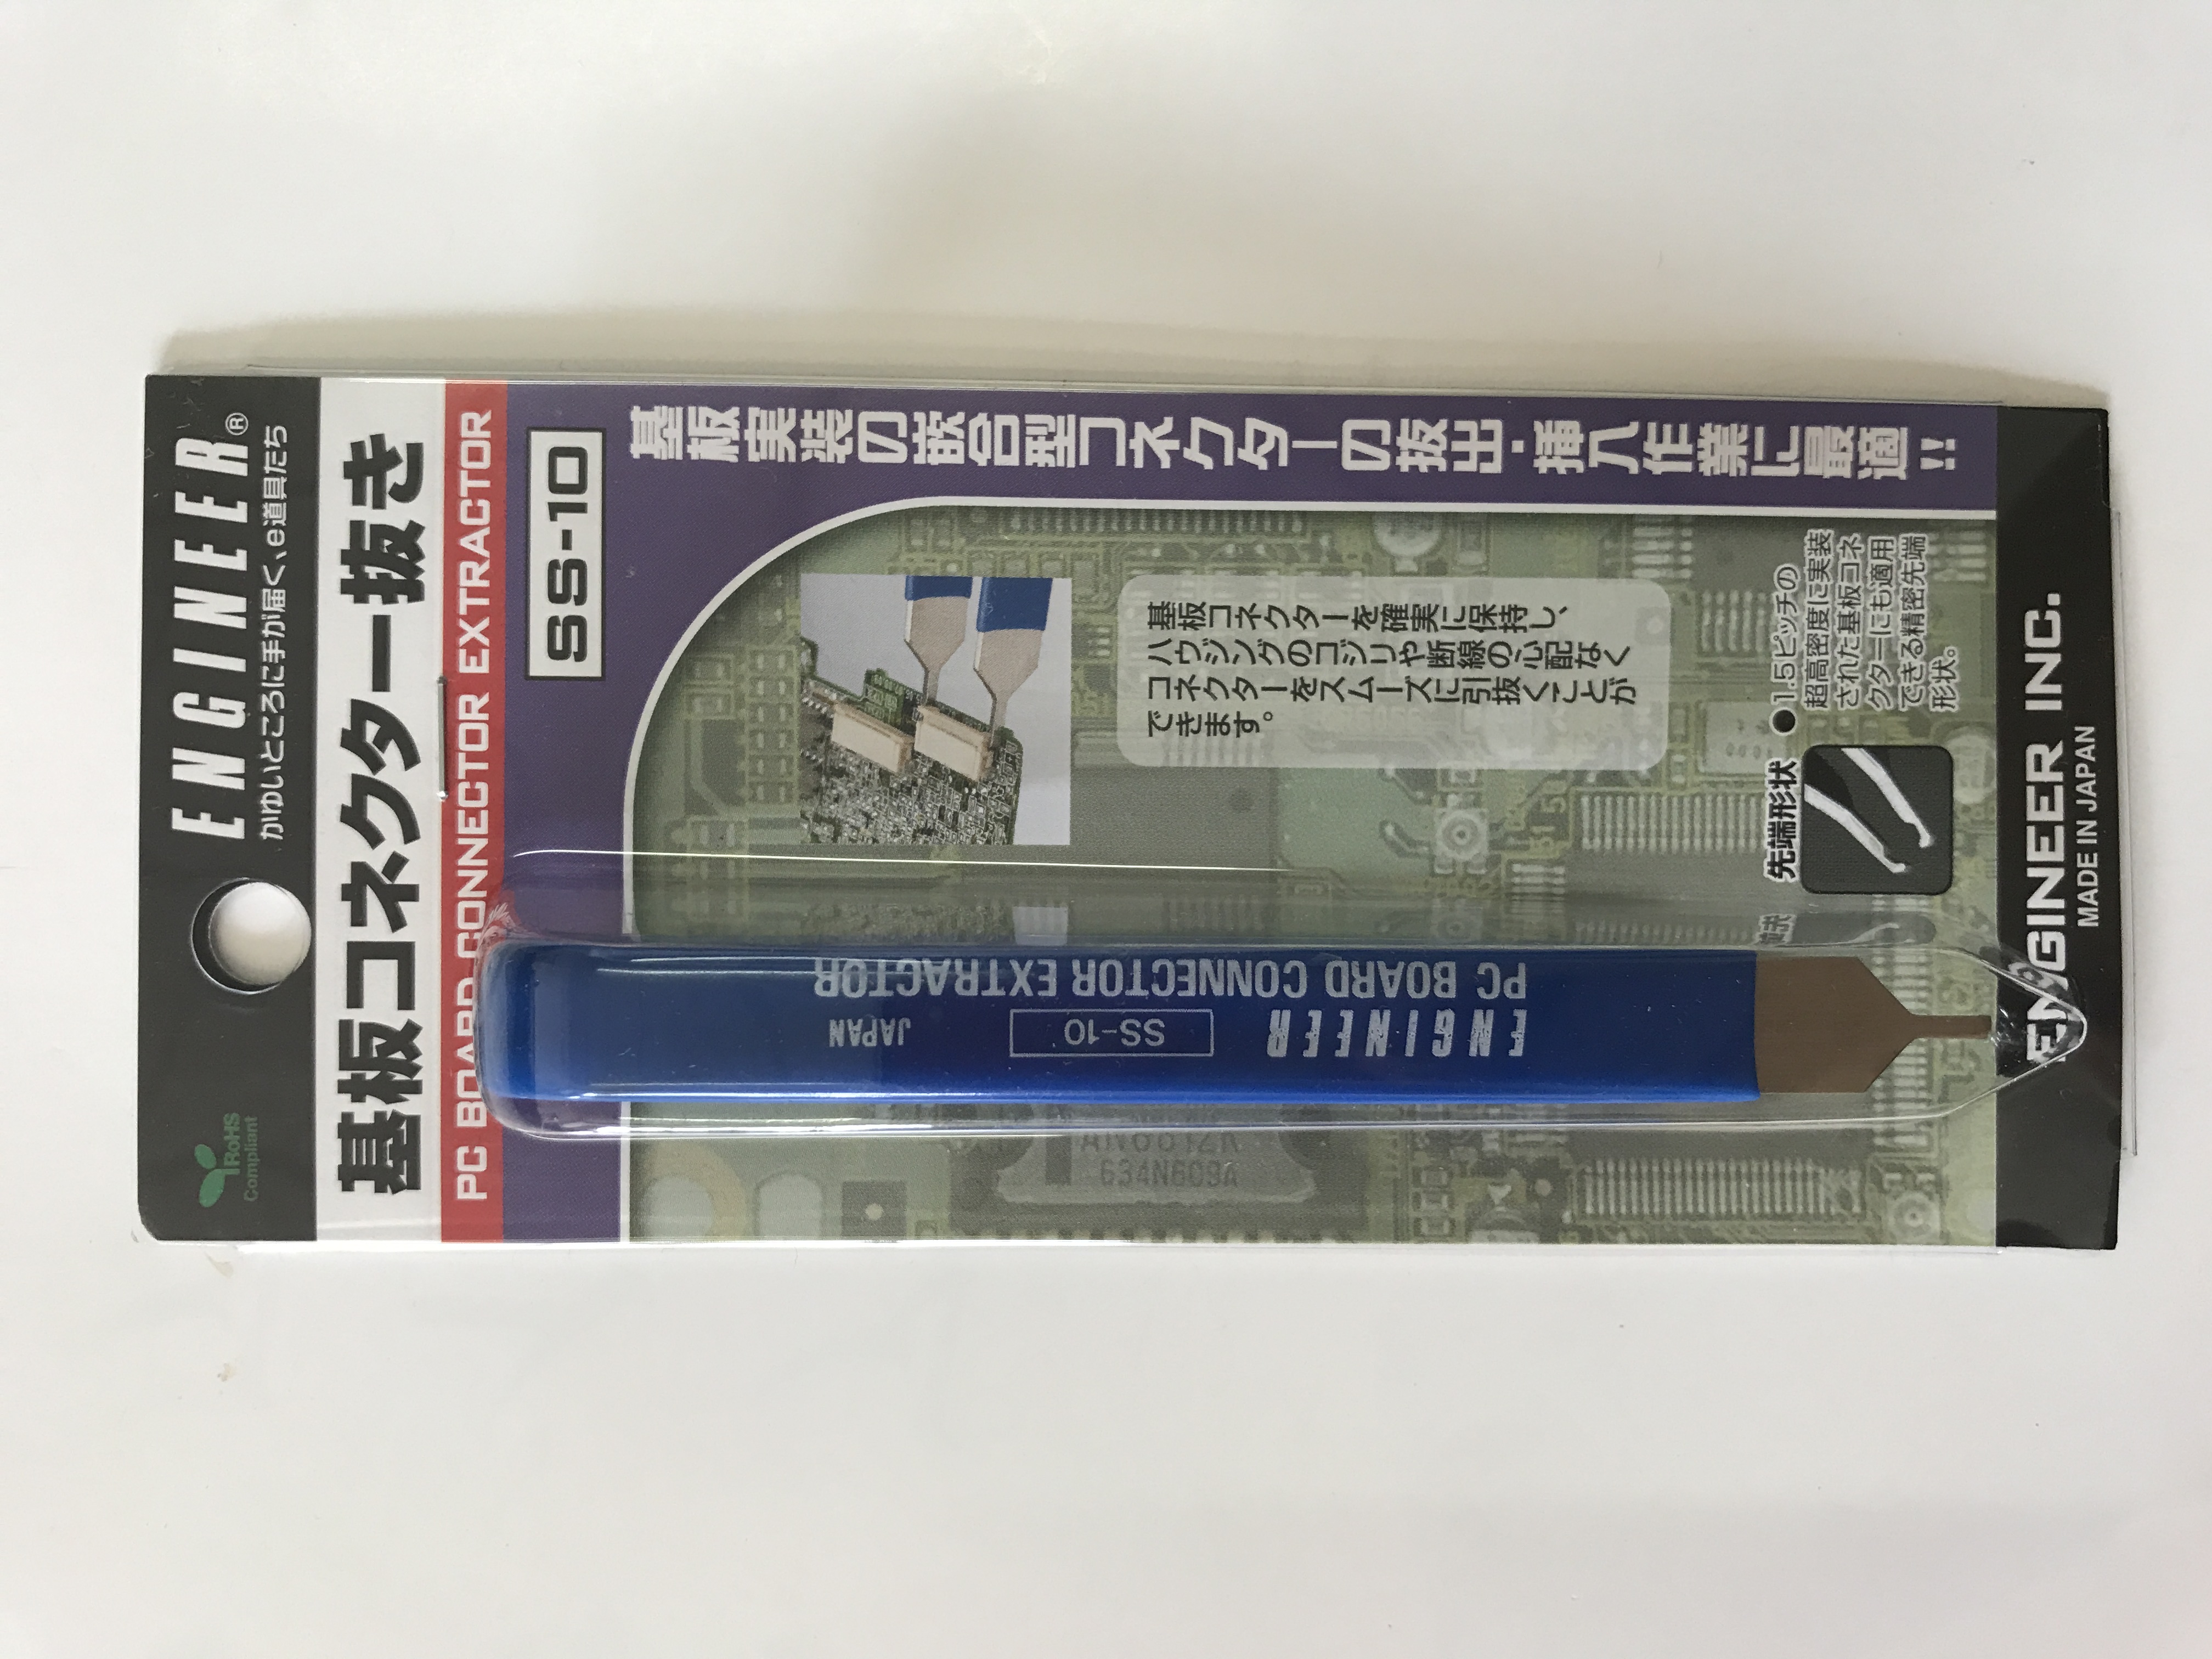 ENGINEER®
かゆいところに手が届く、e道具たち
RoHS
Compliant
基板コネクター抜き
PC BOARD CONNECTOR EXTRACTOR
SS-10
基板実装の嵌合型コネクターの抜出・挿入作業に最適!!
基板コネクターを確実に保持し、
ハウジングのコジリや断線の心配なく
コネクターをスムーズに引抜くことが
できます。
先端形状
●1.5ピッチの
超高密度に実装
された基板コネ
クターにも適用
できる精密先端
形状。
PC BOARD CONNECTOR EXTRACTOR
ENGINEER SS-10 JAPAN
634N609A
ENGINEER INC.
MADE IN JAPAN